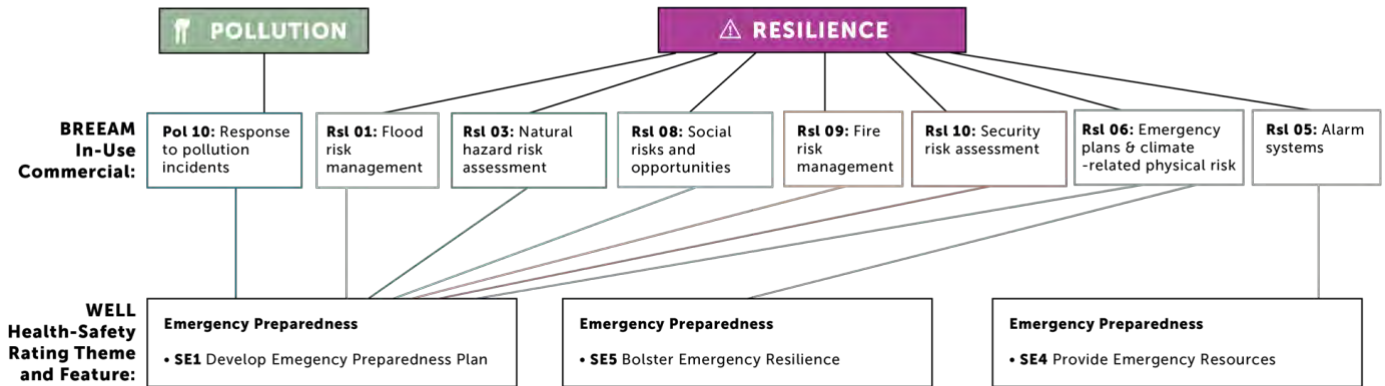 POLLUTION
RESILIENCE
BREEAM
In-Use
Commercial:
Pol 10: Response
to pollution
incidents
Rsl 01: Flood
risk
management
Rsl 03: Natural
hazard risk
assessment
Rsl 08: Social
risks and
opportunities
Rsl 09: Fire
risk
management
Rsl 10: Security
risk assessment
Rsl 06: Emergency
plans & climate
-related physical risk
Rsl 05: Alarm
systems
WELL
Health-Safety
Rating Theme
and Feature:
Emergency Preparedness
• SE1 Develop Emegency Preparedness Plan
Emergency Preparedness
• SE5 Bolster Emergency Resilience
Emergency Preparedness
• SE4 Provide Emergency Resources